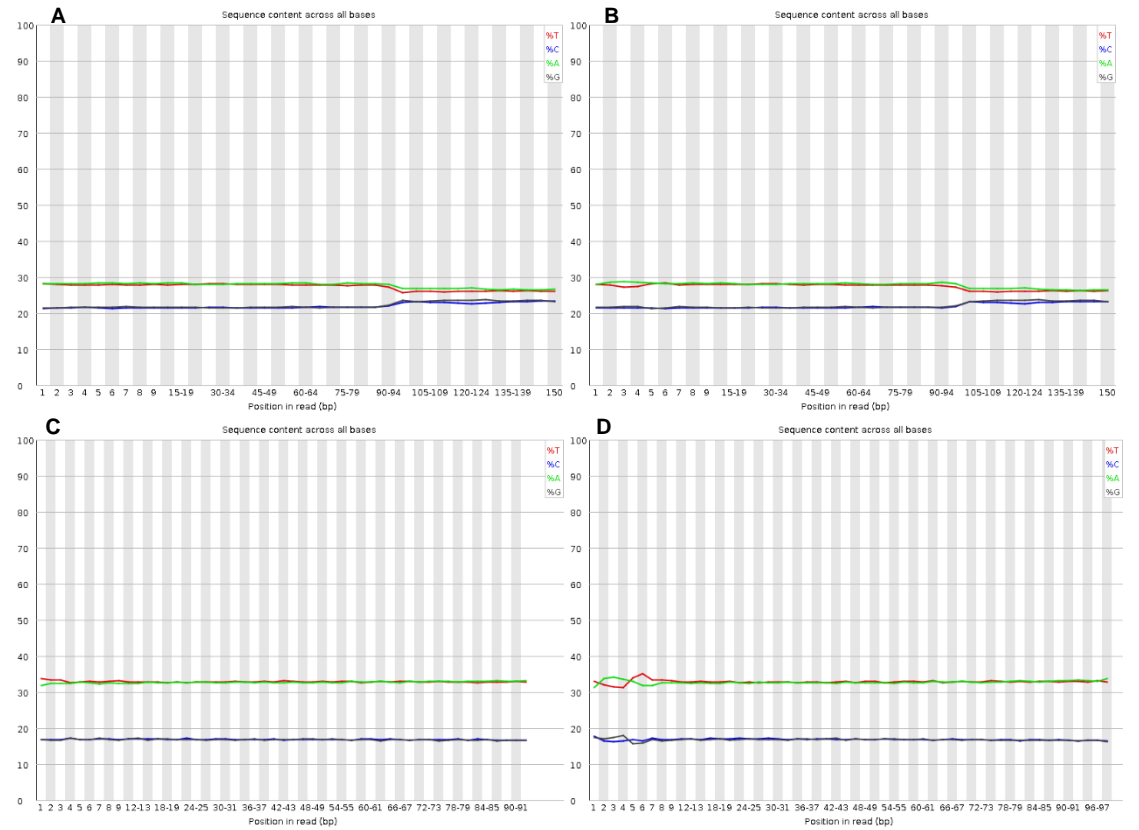 A
Sequence content across all bases
100
90
80
70
60
50
40
30
20
10
0
%T
%C
%A
%G
1 2 3 4 5 6 7 8 9 15-19 30-34 45-49 60-64 75-79 90-94 105-109 120-124 135-139 150
Position in read (bp)
B
Sequence content across all bases
100
90
80
70
60
50
40
30
20
10
0
%T
%C
%A
%G
1 2 3 4 5 6 7 8 9 15-19 30-34 45-49 60-64 75-79 90-94 105-109 120-124 135-139 150
Position in read (bp)
C
Sequence content across all bases
100
90
80
70
60
50
40
30
20
10
0
%T
%C
%A
%G
1 2 3 4 5 6 7 8 9 12-13 18-19 24-25 30-31 36-37 42-43 48-49 54-55 60-61 66-67 72-73 78-79 84-85 90-91
Position in read (bp)
D
Sequence content across all bases
100
90
80
70
60
50
40
30
20
10
0
%T
%C
%A
%G
1 2 3 4 5 6 7 8 9 12-13 18-19 24-25 30-31 36-37 42-43 48-49 54-55 60-61 66-67 72-73 78-79 84-85 90-91 96-97
Position in read (bp)